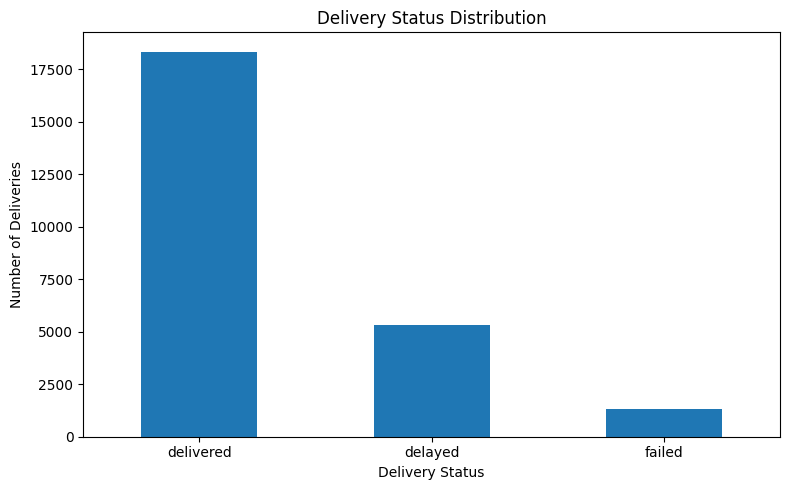 Delivery Status Distribution
Number of Deliveries
17500
15000
12500
10000
7500
5000
2500
0
delivered
delayed
failed
Delivery Status